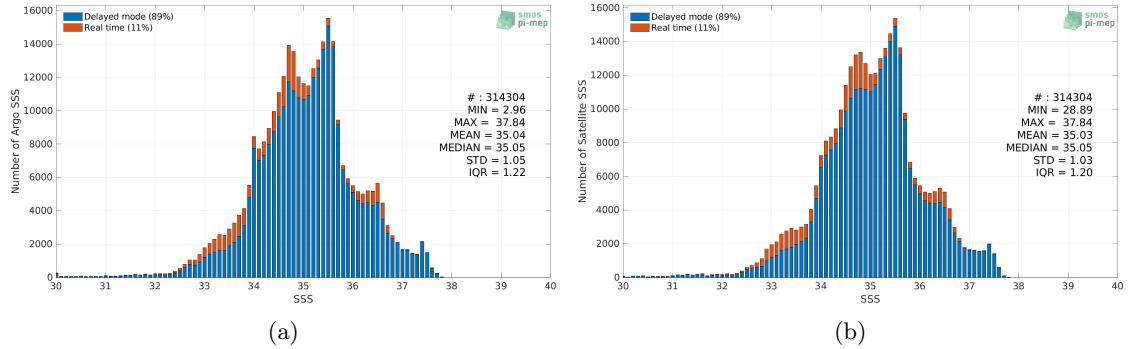 Delayed mode (89%)
Real time (11%)
smos
pi-mep
# : 314304
MIN = 2.96
MAX = 37.84
MEAN = 35.04
MEDIAN = 35.05
STD = 1.05
IQR = 1.22
Number of Argo SSS
16000
14000
12000
10000
8000
6000
4000
2000
0
30 31 32 33 34 35 36 37 38 39 40
SSS
(a)
Delayed mode (89%)
Real time (11%)
smos
pi-mep
# : 314304
MIN = 28.89
MAX = 37.84
MEAN = 35.03
MEDIAN = 35.05
STD = 1.03
IQR = 1.20
Number of Satellite SSS
16000
14000
12000
10000
8000
6000
4000
2000
0
30 31 32 33 34 35 36 37 38 39 40
SSS
(b)